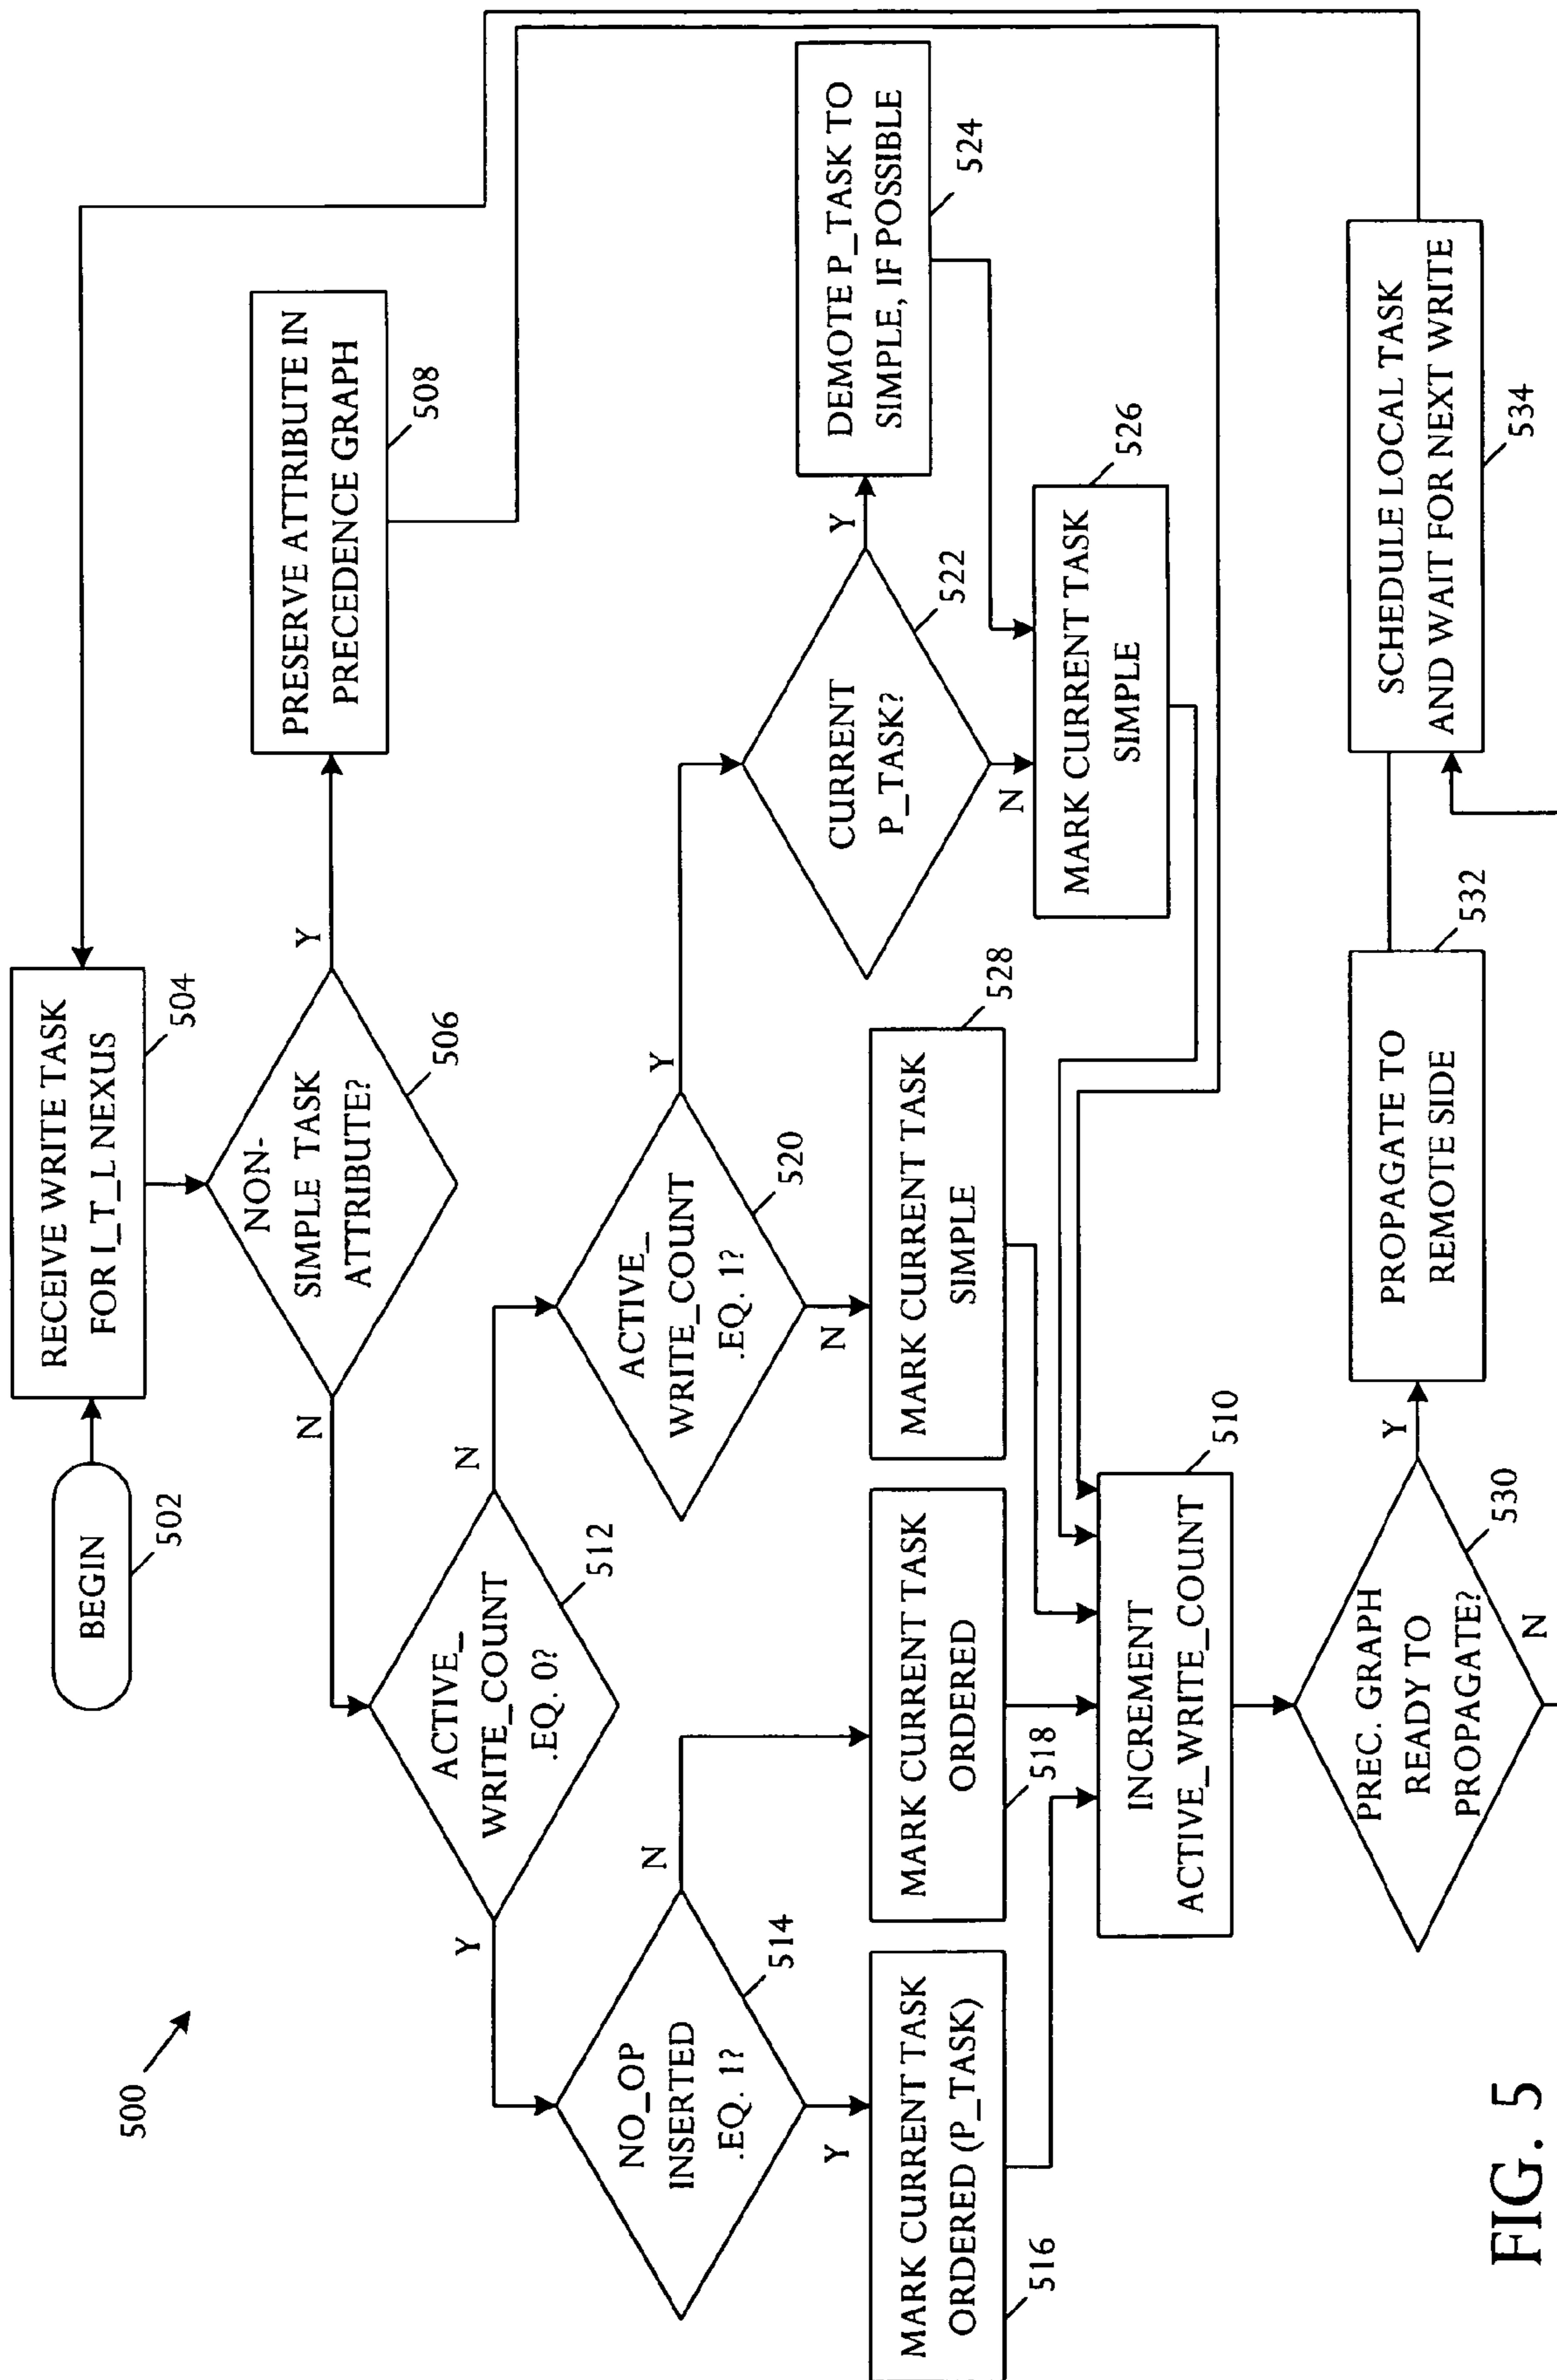 500
BEGIN
502
RECEIVE WRITE TASK
FOR I_T_L NEXUS
504
NON-
SIMPLE TASK
ATTRIBUTE?
506
Y
N
PRESERVE ATTRIBUTE IN
PRECEDENCE GRAPH
508
ACTIVE_
WRITE_COUNT
.EQ. 0?
512
Y
N
NO_OP
INSERTED
.EQ. 1?
514
Y
N
ACTIVE_
WRITE_COUNT
.EQ. 1?
520
Y
N
CURRENT
P_TASK?
522
Y
N
DEMOTE P_TASK TO
SIMPLE, IF POSSIBLE
524
MARK CURRENT TASK
ORDERED (P_TASK)
516
MARK CURRENT TASK
ORDERED
518
MARK CURRENT TASK
SIMPLE
528
MARK CURRENT TASK
SIMPLE
526
INCREMENT
ACTIVE_WRITE_COUNT
510
PREC. GRAPH
READY TO
PROPAGATE?
530
Y
N
PROPAGATE TO
REMOTE SIDE
532
SCHEDULE LOCAL TASK
AND WAIT FOR NEXT WRITE
534
FIG. 5